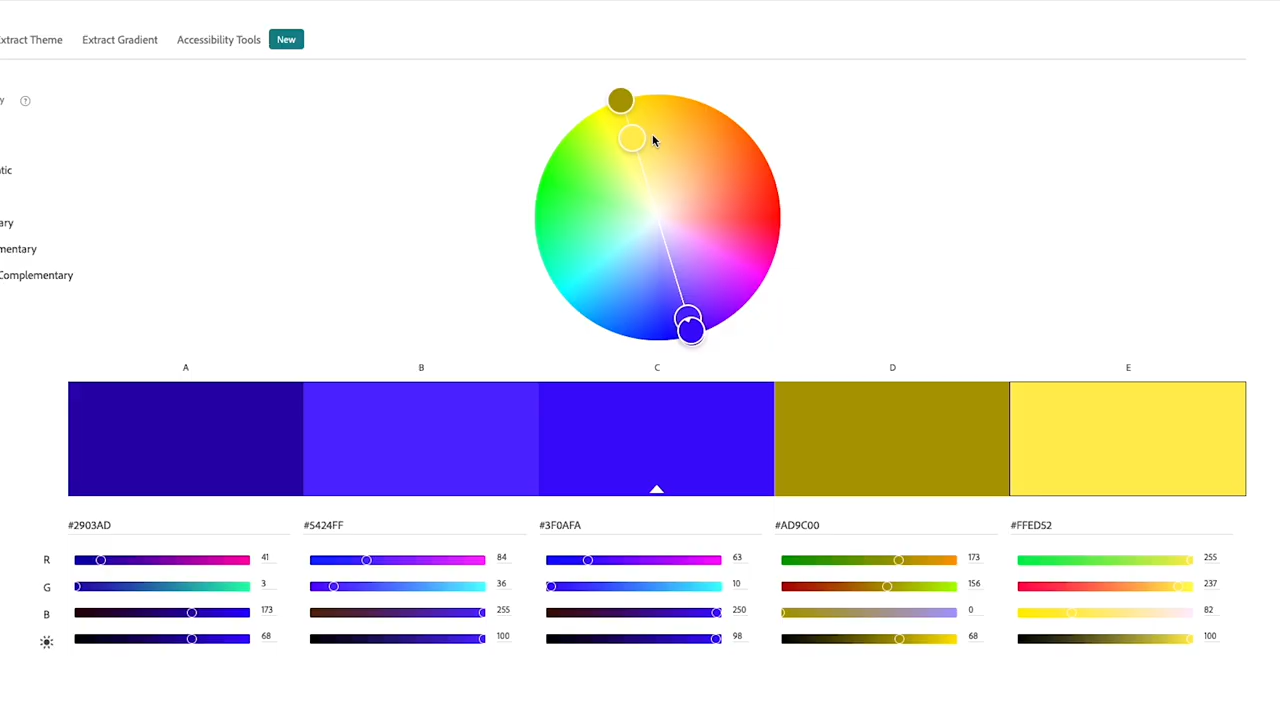 xtract Theme Extract Gradient Accessibility Tools New
y ?
tic
ary
mentary
Complementary
A B C D E
#2903AD #5424FF #3F0AFA #AD9C00 #FFED52
R 41 84 63 173 255
G 3 36 10 156 237
B 173 255 250 0 82
68 100 98 68 100